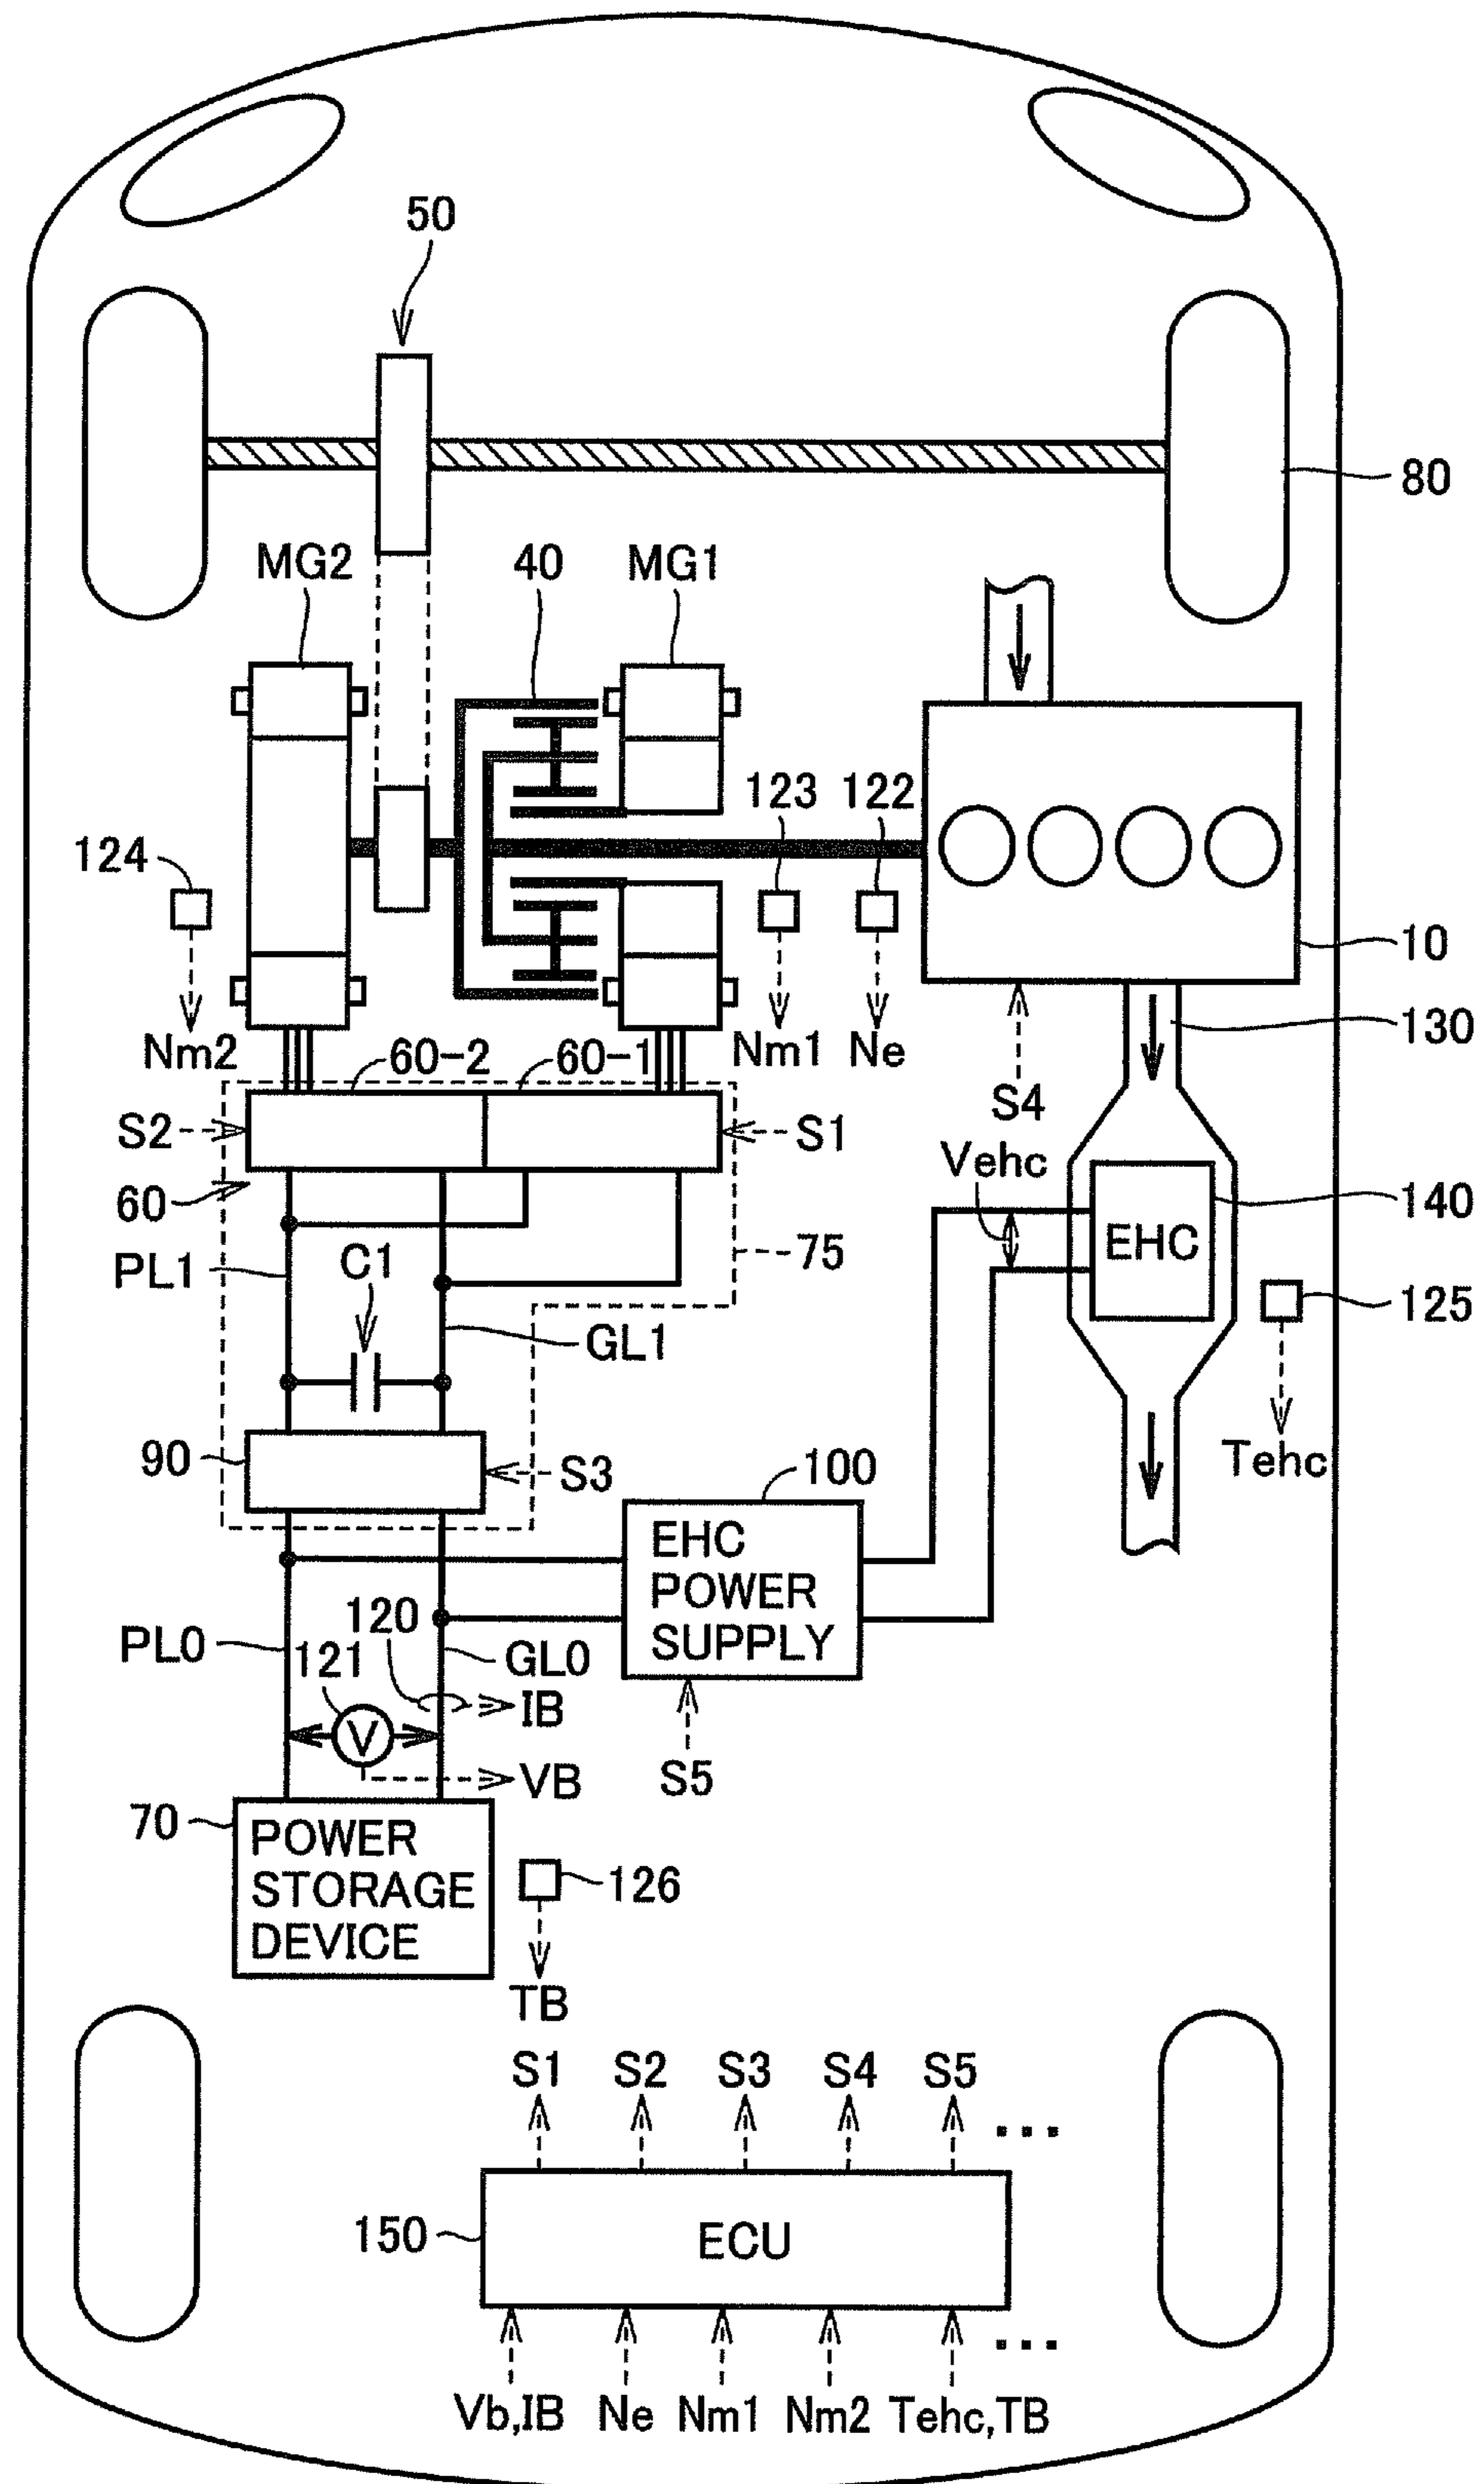 50
80
MG2
40
MG1
123
122
124
10
Nm2
60-2
60-1
Nm1
Ne
130
S2
S1
S4
Vehc
60
140
EHC
PL1
C1
75
125
GL1
90
S3
100
Tehc
EHC
POWER
SUPPLY
120
PL0
121
GL0
IB
V
S5
VB
70
POWER
STORAGE
DEVICE
126
TB
S1
S2
S3
S4
S5
...
150
ECU
...
Vb,IB
Ne
Nm1
Nm2
Tehc,TB